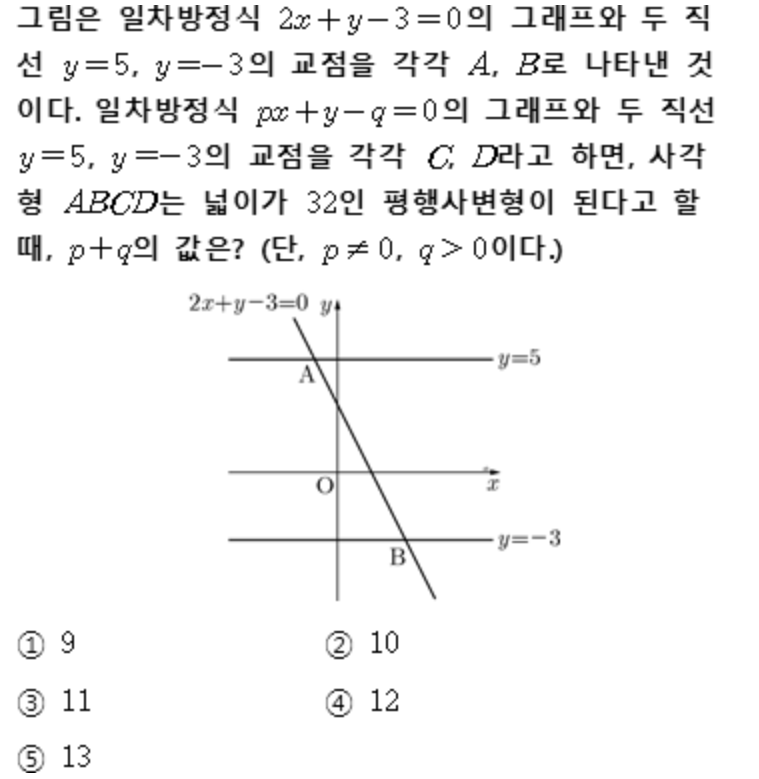 그림은 일차방정식 2x+y-3=0의 그래프와 두 직
선 y=5, y=-3의 교점을 각각 A, B로 나타낸 것
이다. 일차방정식 px+y-q=0의 그래프와 두 직선
y=5, y=-3의 교점을 각각 C, D라고 하면, 사각
형 ABCD는 넓이가 32인 평행사변형이 된다고 할
때, p+q의 값은? (단, p≠0, q>0이다.)
2x+y-3=0 y
y=5
A
O
x
y=-3
B
① 9 ② 10
③ 11 ④ 12
⑤ 13